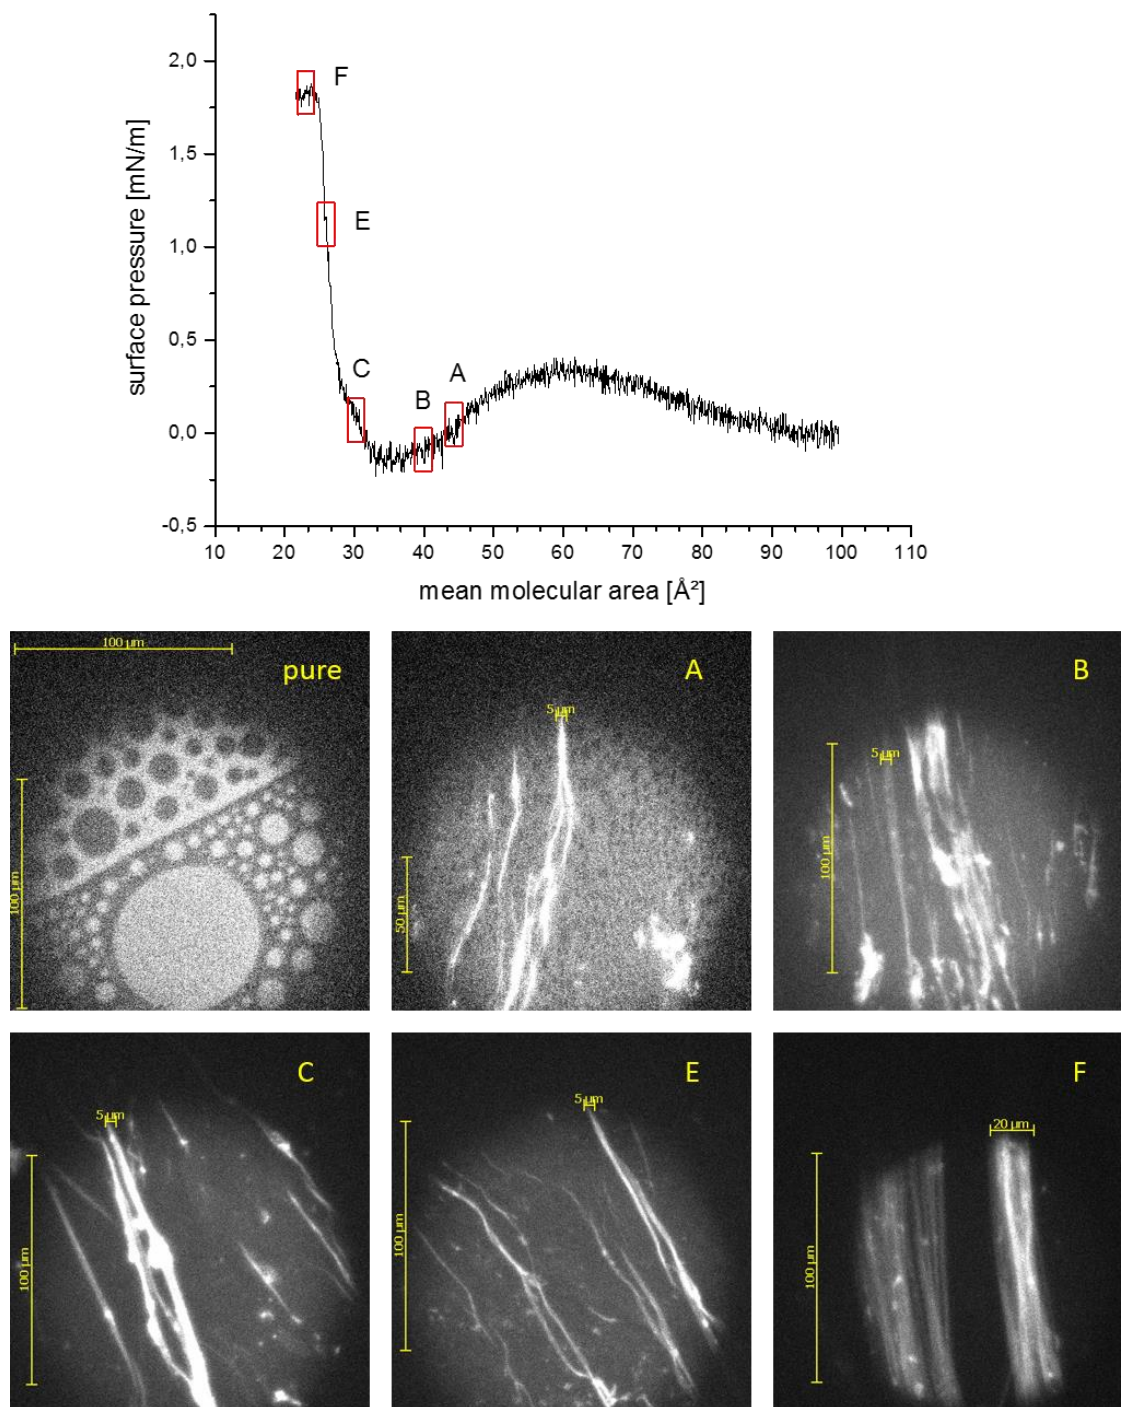 2,0
1,5
1,0
0,5
0,0
-0,5
surface pressure [mN/m]
F
E
C
B
A
10 20 30 40 50 60 70 80 90 100 110
mean molecular area [Å²]
100 µm
pure
100 µm
A
5 µm
50 µm
B
5 µm
100 µm
C
5 µm
100 µm
E
5 µm
100 µm
F
20 µm
100 µm